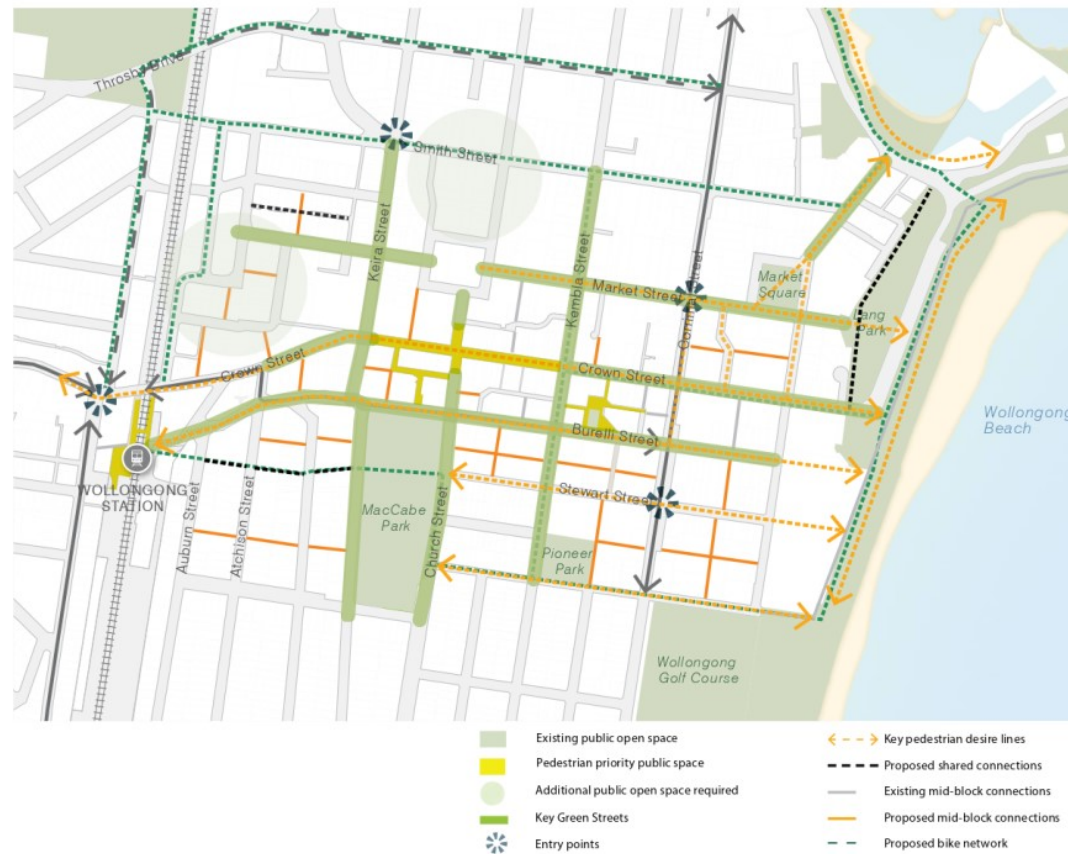 Throsby Drive
Smith Street
Keira Street
Kembla Street
Market Street
Market
Square
Lang
Park
Crown Street
Crown Street
Wollongong
Beach
Burelli Street
WOLLONGONG
STATION
Auburn Street
Atchison Street
MacCabe
Park
Church Street
Stewart Street
Pioneer
Park
Wollongong
Golf Course
Existing public open space
Pedestrian priority public space
Additional public open space required
Key Green Streets
Entry points
Key pedestrian desire lines
Proposed shared connections
Existing mid-block connections
Proposed mid-block connections
Proposed bike network